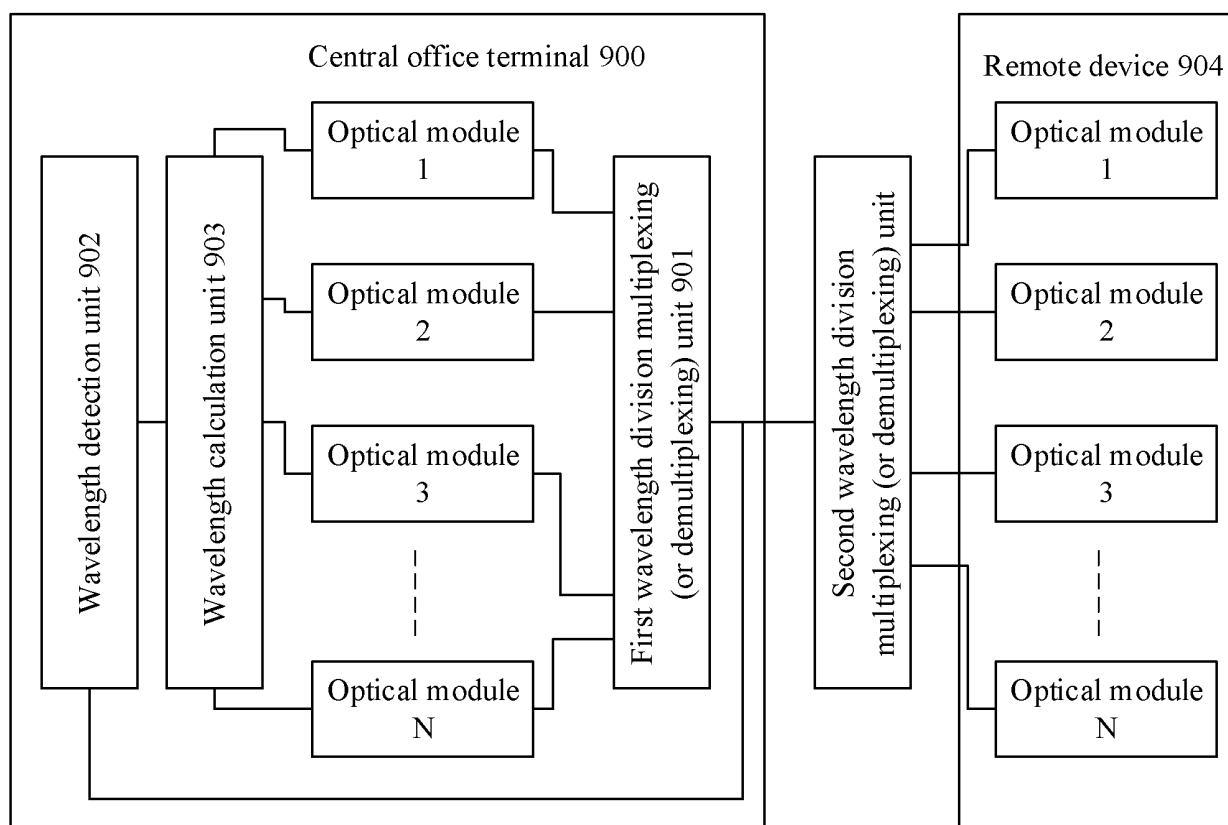 Central office terminal 900
Remote device 904
Wavelength detection unit 902
Wavelength calculation unit 903
Optical module
1
Optical module
2
Optical module
3
Optical module
N
First wavelength division multiplexing
(or demultiplexing) unit 901
Second wavelength division
multiplexing (or demultiplexing) unit
Optical module
1
Optical module
2
Optical module
3
Optical module
N